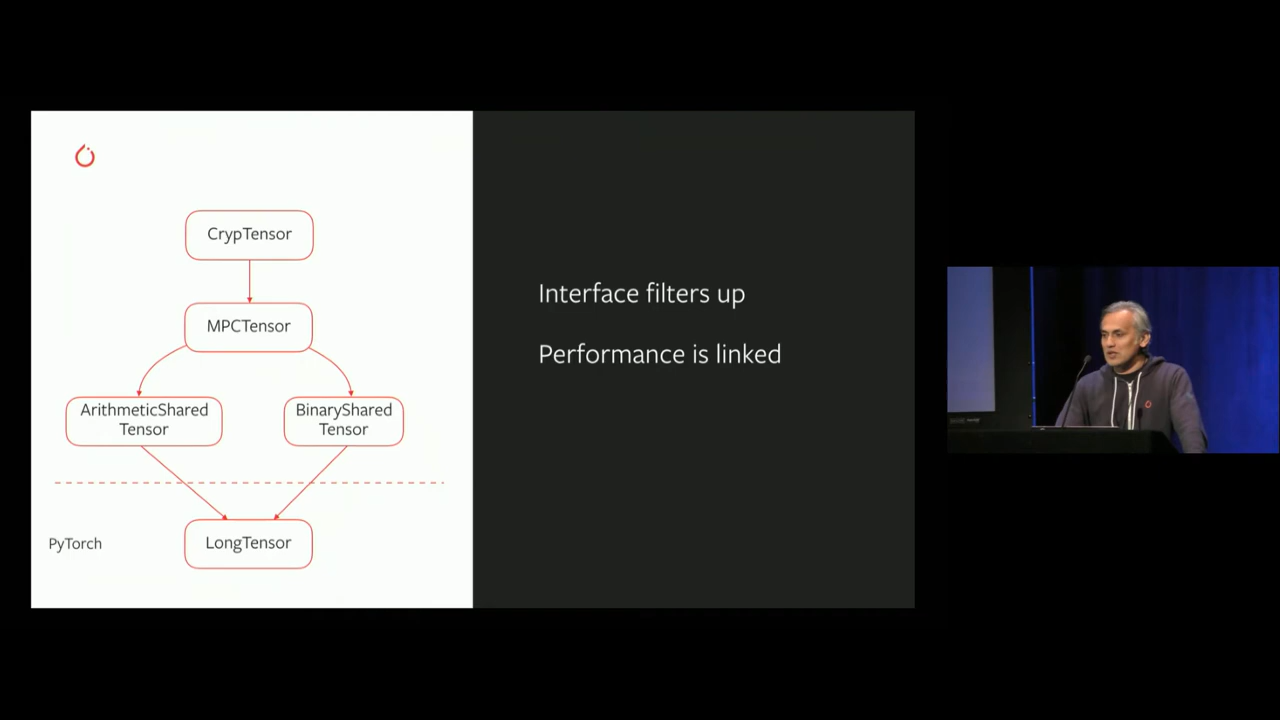 CrypTensor
MPCTensor
ArithmeticShared
Tensor
BinaryShared
Tensor
PyTorch
LongTensor
Interface filters up
Performance is linked